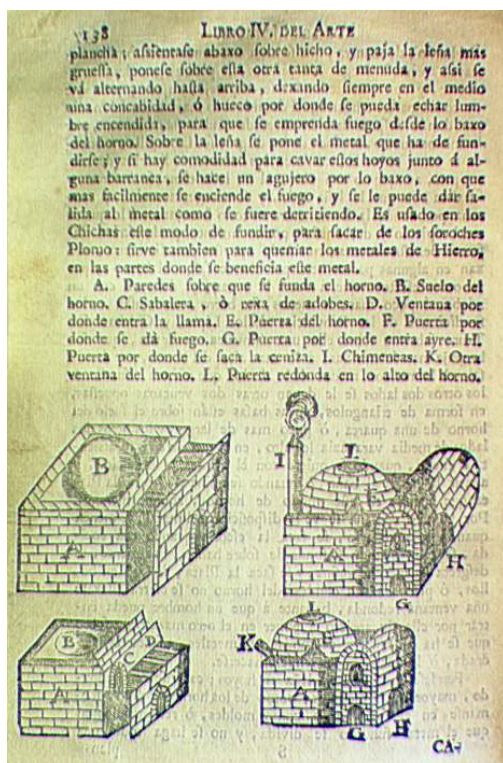 138 LIBRO IV. DEL ARTE
plancha; assientase abaxo sobre hicho, y paja la leña mas
gruessa, ponese sobre esta otra tanta de menuda, y assi se
vá alternando hasta arriba, dexando siempre en el medio
una concabidad, ó hueco por donde se pueda echar lum-
bre encendida, para que se emprenda fuego desde lo baxo
del horno. Sobre la leña se pone el metal que ha de fun-
dirse; y si hay comodidad para cavar estos hoyos junto á al-
guna barranca, se hace un agujero por lo baxo, con que
mas facilmente se enciende el fuego, y se le puede dár sa-
lida al metal como se fuere derritiendo. Es usado en los
Chichas este modo de fundir, para sacar de los soroches
Plomo: sirve tambien para quemar los metales de Hierro,
en las partes donde se beneficia este metal.
A. Paredes sobre que se funda el horno. B. Suelo del
horno. C. Sabalera, ò rexa de adobes. D. Ventana por
donde entra la llama. E. Puerta del horno. F. Puerta por
donde se dá fuego. G. Puerta por donde entra ayre. H.
Puerta por donde se saca la ceniza. I. Chimeneas. K. Otra
ventana del horno. L. Puerta redonda en lo alto del horno.
B
A
I
L
E
A
H
G
B
C
D
A
L
K
F
A
G
H
CA-